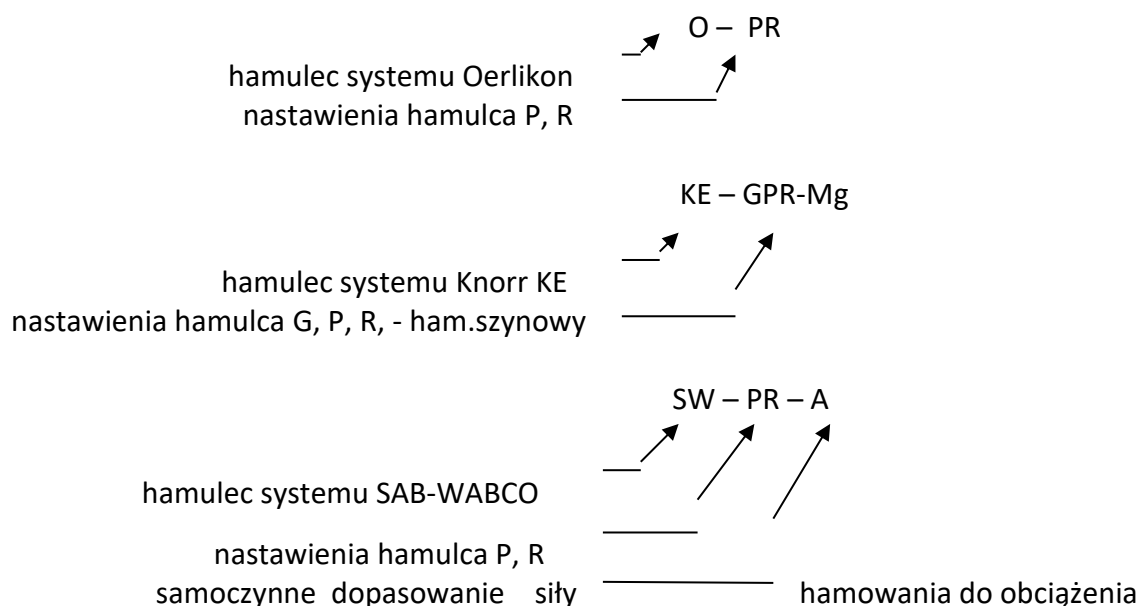 O – PR
hamulec systemu Oerlikon
nastawienia hamulca P, R
KE – GPR-Mg
hamulec systemu Knorr KE
nastawienia hamulca G, P, R, - ham.szynowy
SW – PR – A
hamulec systemu SAB-WABCO
nastawienia hamulca P, R
samoczynne dopasowanie siły hamowania do obciążenia